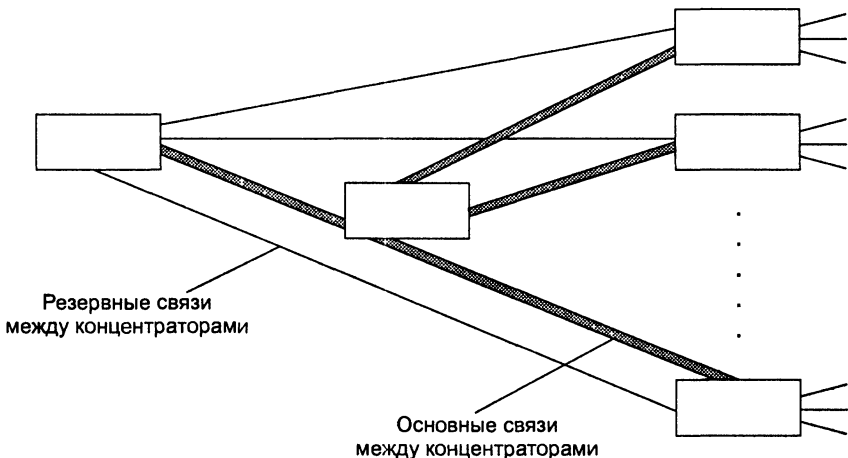 Резервные связи
между концентраторами
Основные связи
между концентраторами